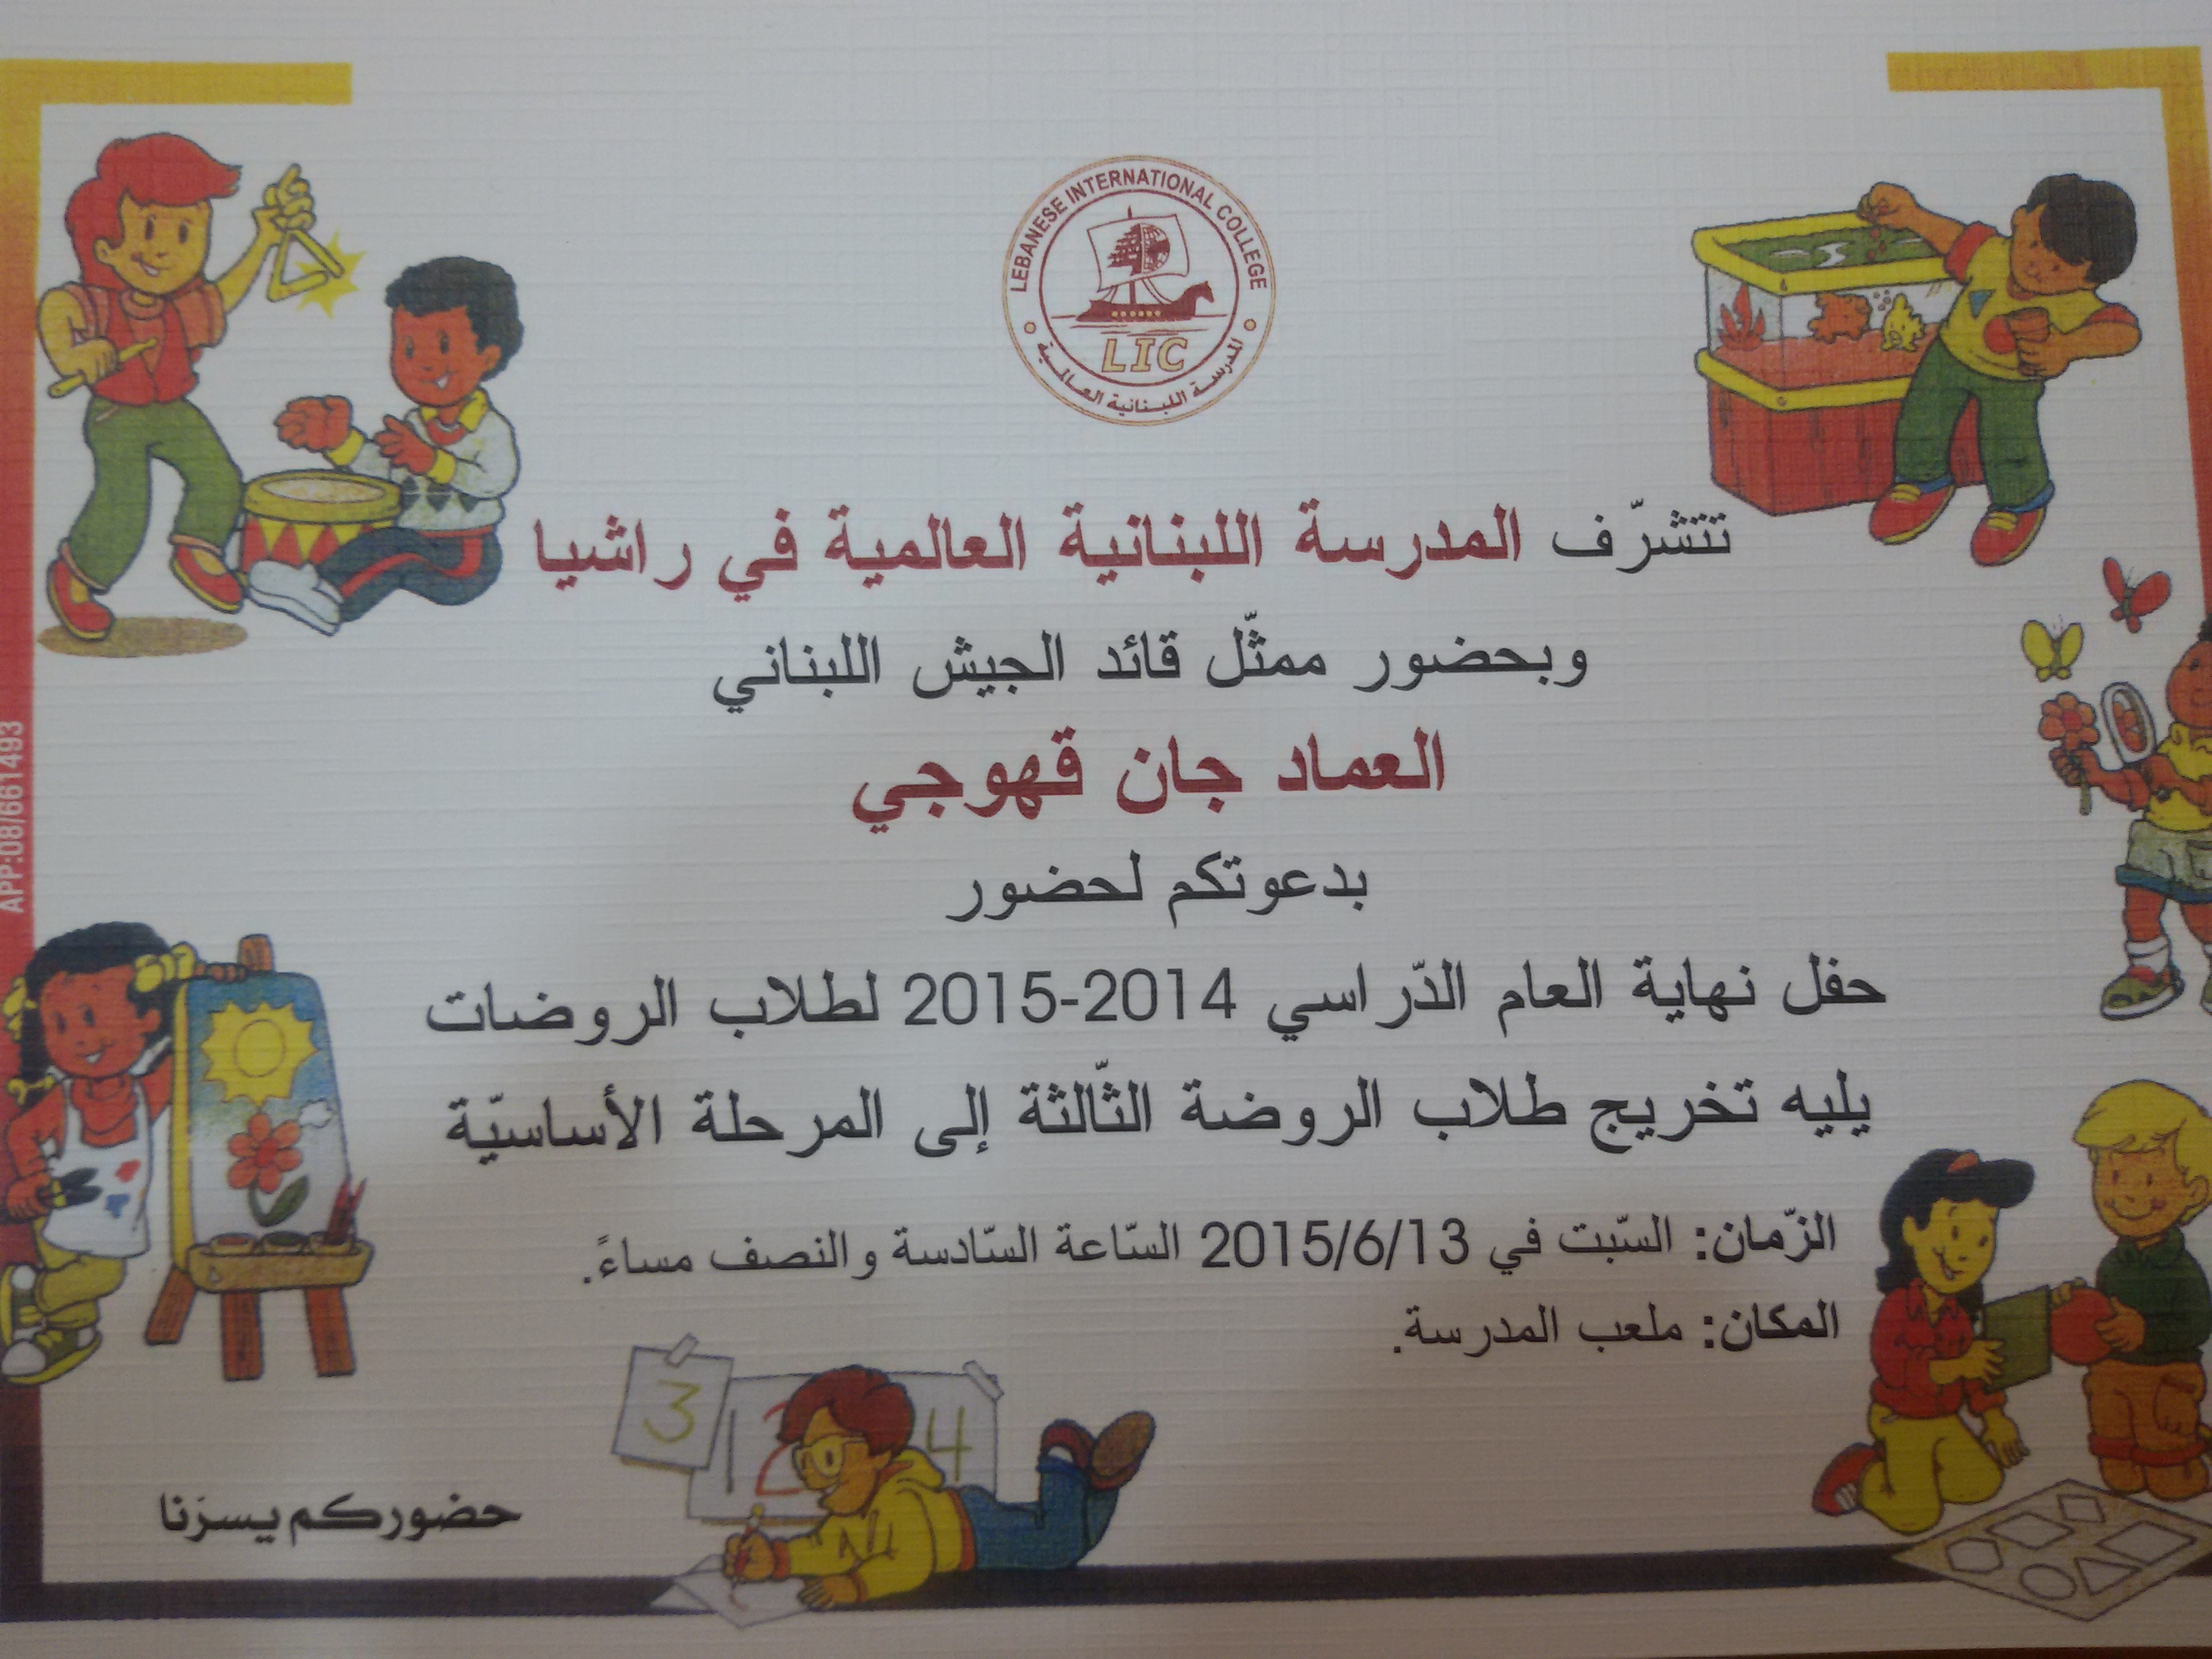 LEBANESE INTERNATIONAL COLLEGE
LIC
المدرسة اللبنانية العالمية
تتشرّف المدرسة اللبنانية العالمية في راشيا
وبحضور ممثّل قائد الجيش اللبناني
العماد جان قهوجي
بدعوتكم لحضور
حفل نهاية العام الدّراسي 2014-2015 لطلاب الروضات
يليه تخريج طلاب الروضة الثّالثة إلى المرحلة الأساسيّة
الزّمان: السّبت في 2015/6/13 السّاعة السّادسة والنصف مساءً.
المكان: ملعب المدرسة.
3
1 2 4
حضوركم يسرّنا
APP:08/661493